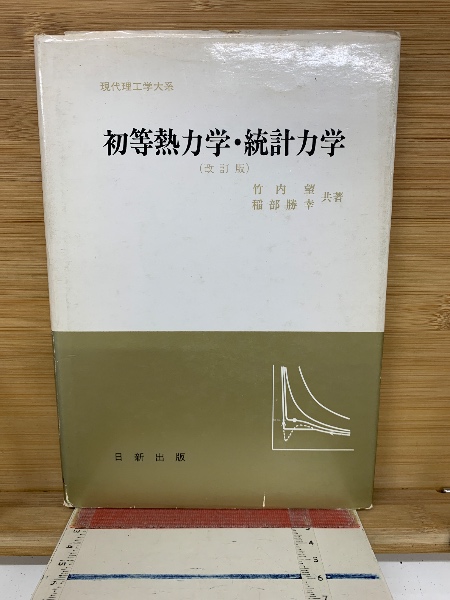 現代理工学大系
初等熱力学・統計力学
(改訂版)
竹内 望
稲部勝幸
共著
日新出版